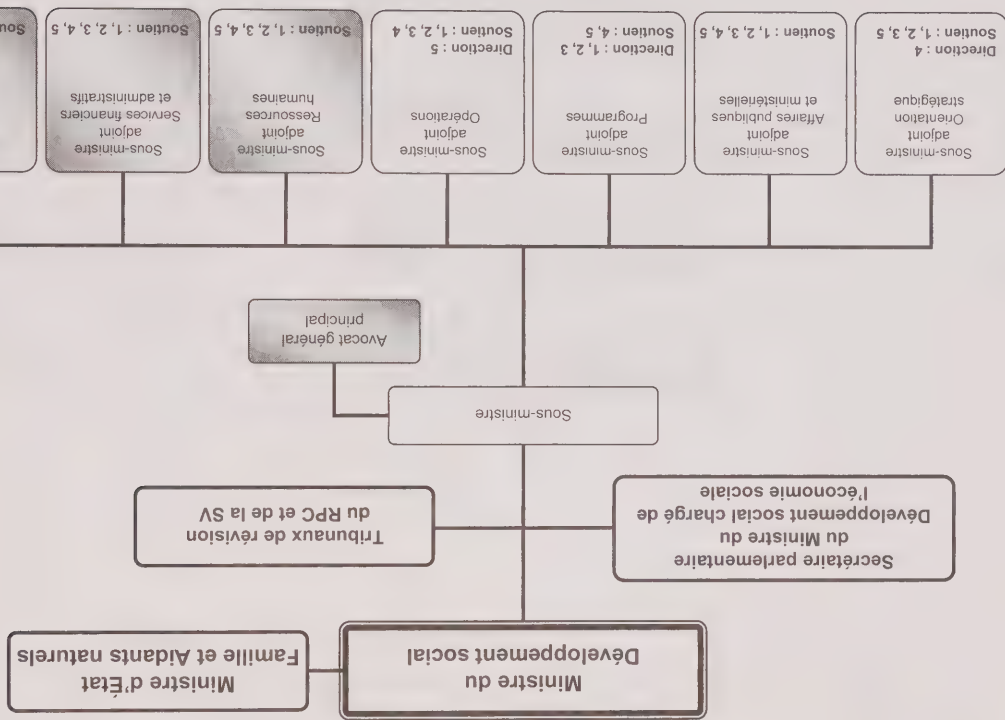 Ministre du
Développement social
Ministre d'État
Famille et Aidants naturels
Secrétaire parlementaire
du Ministre du
Développement social chargé de
l'économie sociale
Tribunaux de révision
du RPC et de la SV
Sous-ministre
Avocat général
principal
Sous-ministre
adjoint
Orientation
stratégique
Direction : 4
Soutien : 1, 2, 3, 5
Sous-ministre
adjoint
Affaires publiques
et ministérielles
Soutien : 1, 2, 3, 4, 5
Sous-ministre
adjoint
Programmes
Direction : 1, 2, 3
Soutien : 4, 5
Sous-ministre
adjoint
Opérations
Direction : 5
Soutien : 1, 2, 3, 4
Sous-ministre
adjoint
Ressources
humaines
Soutien : 1, 2, 3, 4, 5
Sous-ministre
adjoint
Services financiers
et administratifs
Soutien : 1, 2, 3, 4, 5